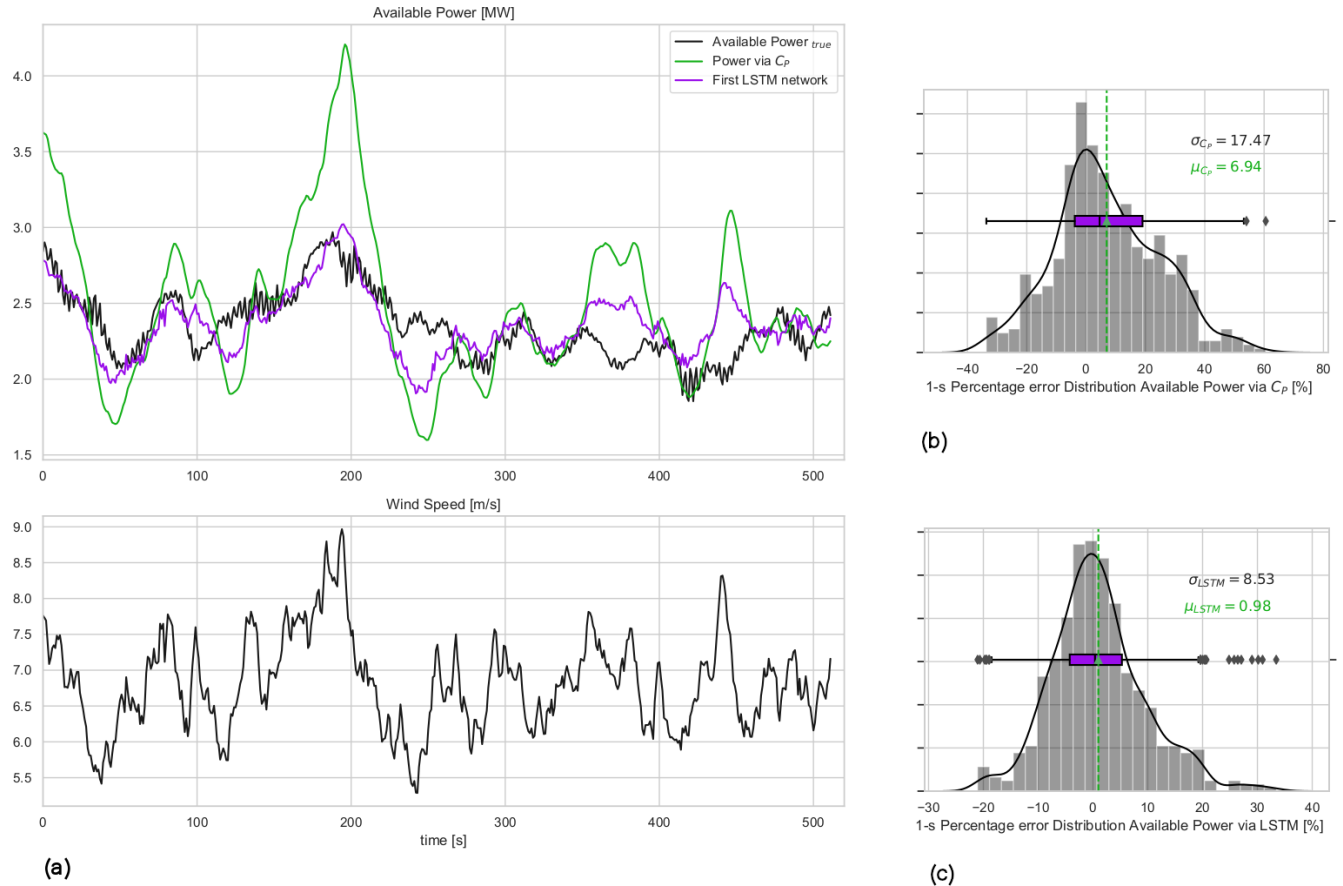 Available Power [MW]
Available Power true
Power via CP
First LSTM network
4.0
3.5
3.0
2.5
2.0
1.5
0 100 200 300 400 500
Wind Speed [m/s]
9.0
8.5
8.0
7.5
7.0
6.5
6.0
5.5
0 100 200 300 400 500
time [s]
(a)
σCP = 17.47
μCP = 6.94
−40 −20 0 20 40 60 80
1-s Percentage error Distribution Available Power via CP [%]
(b)
σLSTM = 8.53
μLSTM = 0.98
−30 −20 −10 0 10 20 30 40
1-s Percentage error Distribution Available Power via LSTM [%]
(c)